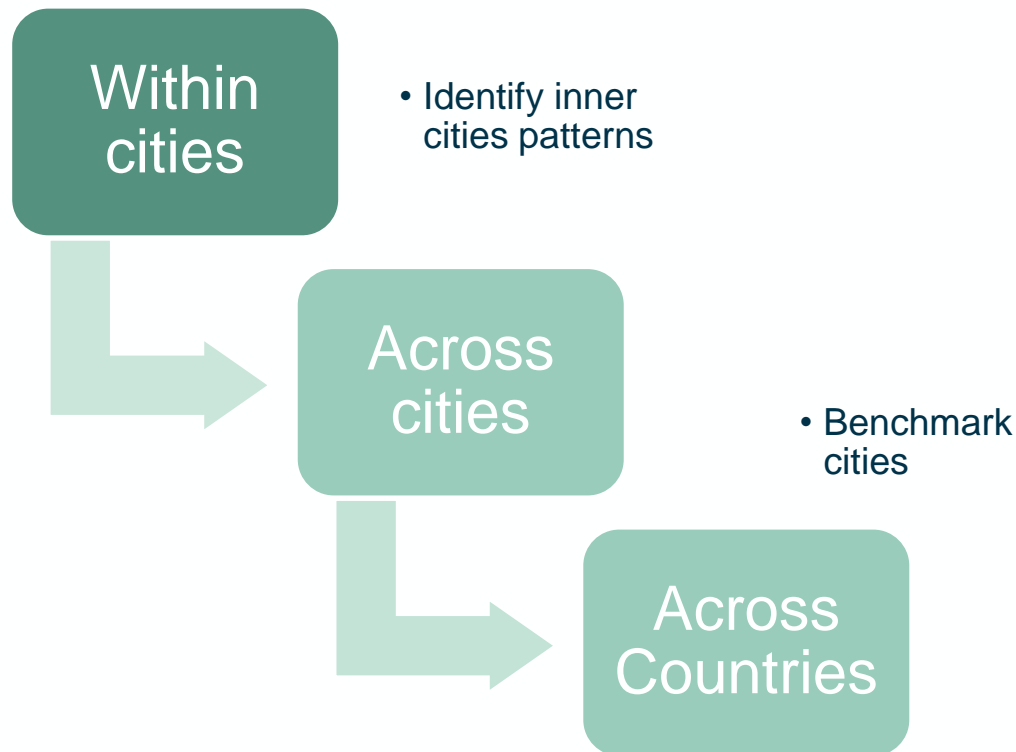 Within
cities
• Identify inner
cities patterns
Across
cities
• Benchmark
cities
Across
Countries